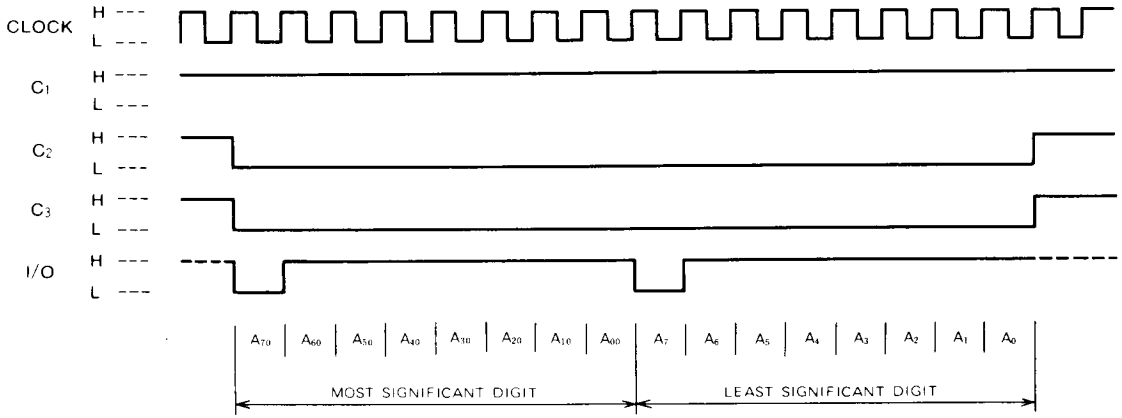 CLOCK H
L
C₁ H
L
C₂ H
L
C₃ H
L
I/O H
L
A₇₀ A₆₀ A₅₀ A₄₀ A₃₀ A₂₀ A₁₀ A₀₀ A₇ A₆ A₅ A₄ A₃ A₂ A₁ A₀
MOST SIGNIFICANT DIGIT LEAST SIGNIFICANT DIGIT